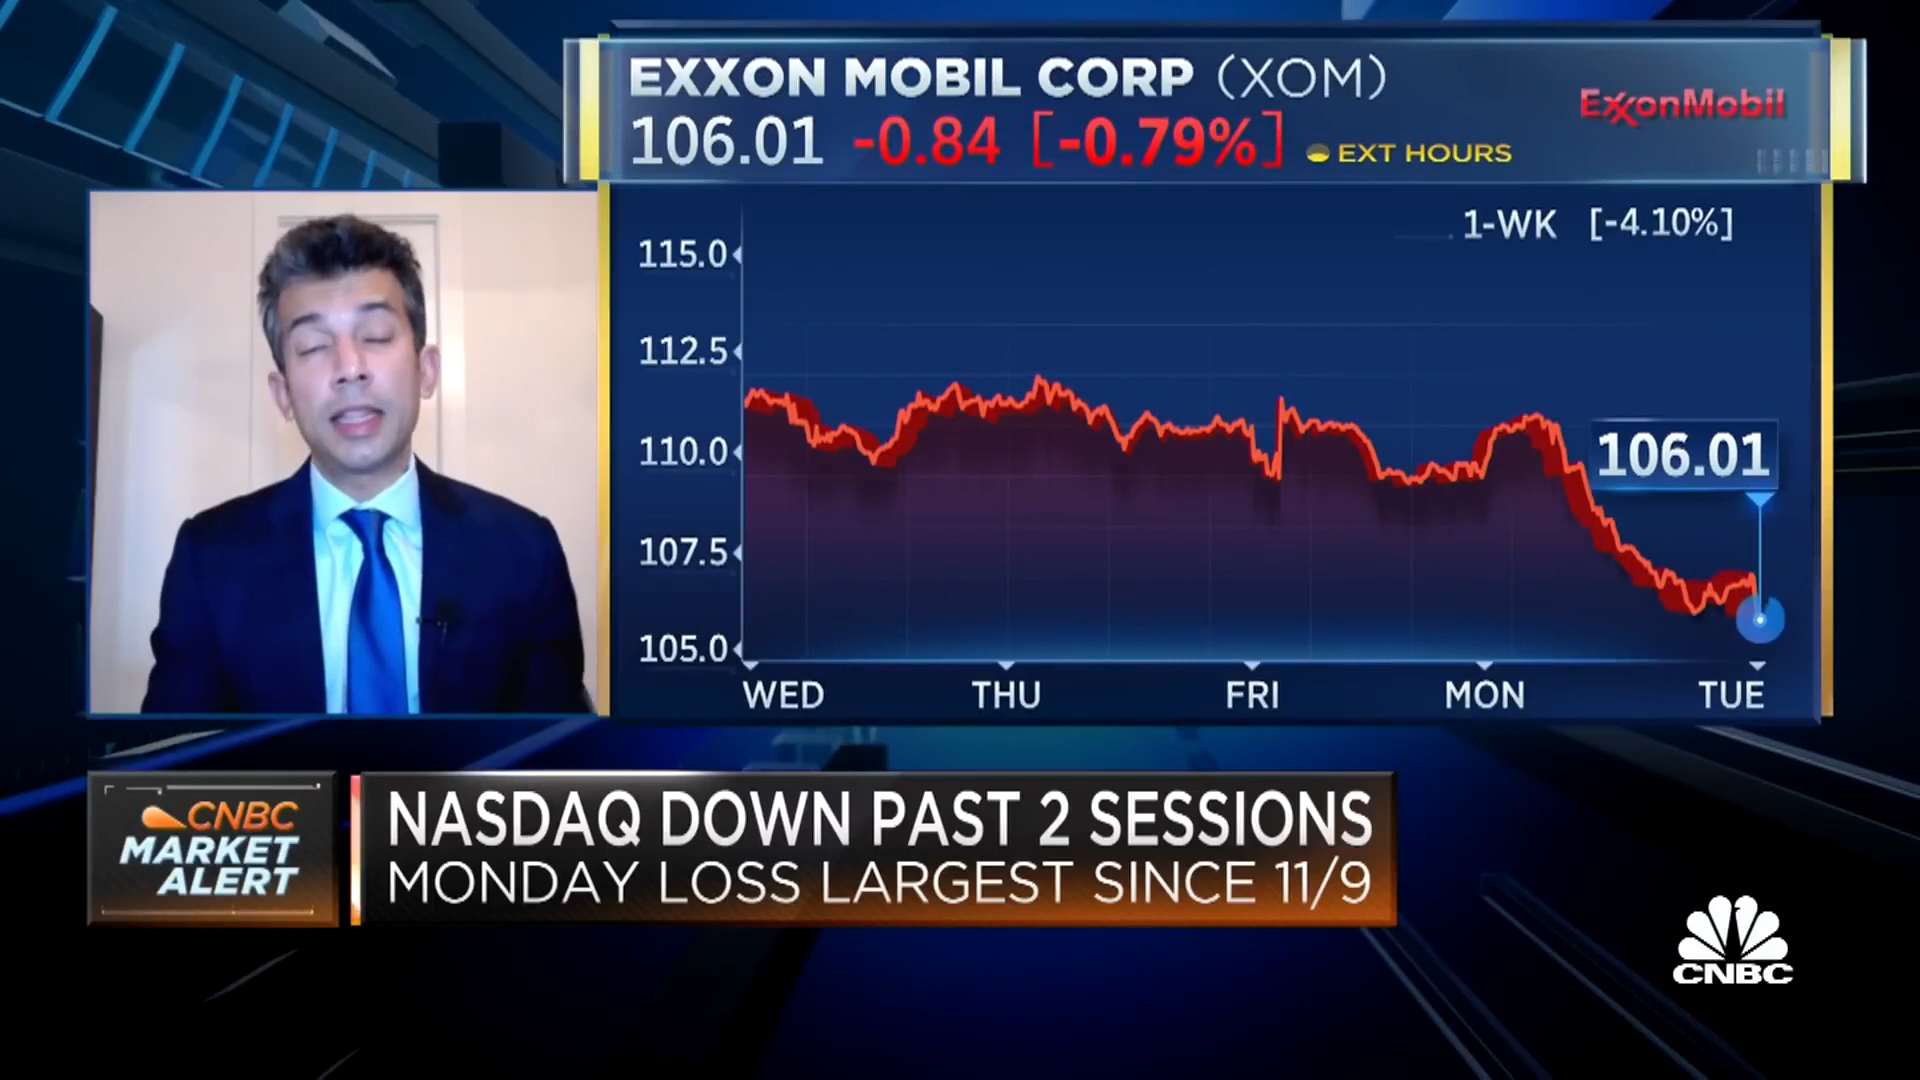 EXXON MOBIL CORP (XOM)
106.01 -0.84 [-0.79%] EXT HOURS
ExxonMobil
1-WK [-4.10%]
115.0
112.5
110.0
107.5
105.0
106.01
WED THU FRI MON TUE
CNBC
MARKET
ALERT
NASDAQ DOWN PAST 2 SESSIONS
MONDAY LOSS LARGEST SINCE 11/9
CNBC